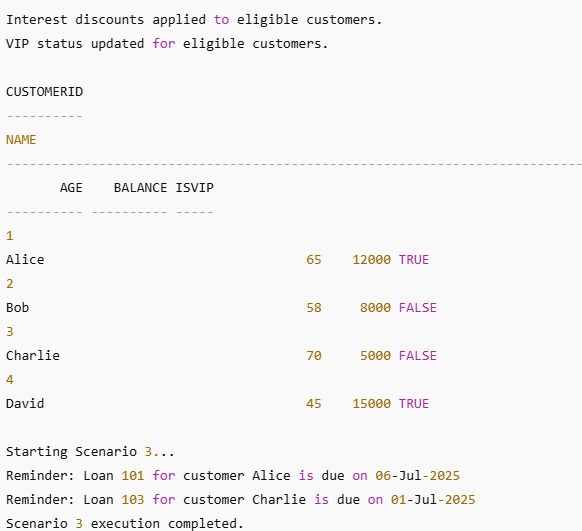 Interest discounts applied to eligible customers.
VIP status updated for eligible customers.
CUSTOMERID
----------
NAME
--------------------------------------------------------------------------------
AGE BALANCE ISVIP
---------- ---------- -----
1
Alice 65 12000 TRUE
2
Bob 58 8000 FALSE
3
Charlie 70 5000 FALSE
4
David 45 15000 TRUE
Starting Scenario 3...
Reminder: Loan 101 for customer Alice is due on 06-Jul-2025
Reminder: Loan 103 for customer Charlie is due on 01-Jul-2025
Scenario 3 execution completed.